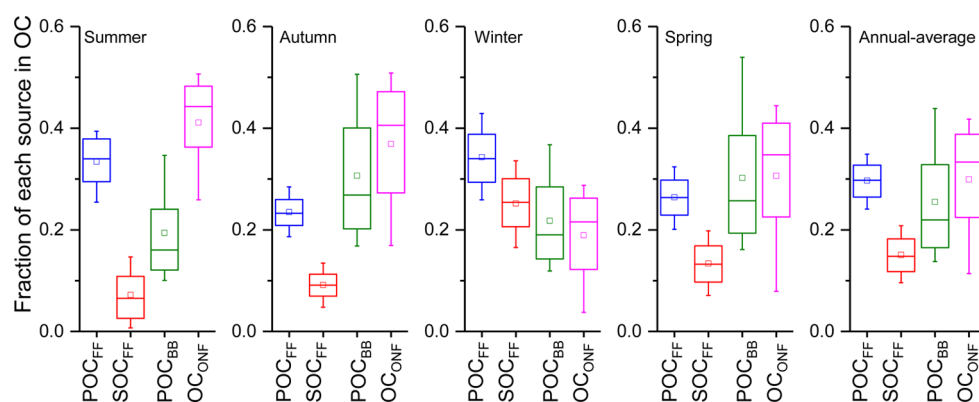 Fraction of each source in OC
Summer
Autumn
Winter
Spring
Annual-average
0.6
0.4
0.2
0.0
0.6
0.4
0.2
0.0
0.6
0.4
0.2
0.0
0.6
0.4
0.2
0.0
0.6
0.4
0.2
0.0
POC_FF
SOC_FF
POC_BB
OC_ONF
POC_FF
SOC_FF
POC_BB
OC_ONF
POC_FF
SOC_FF
POC_BB
OC_ONF
POC_FF
SOC_FF
POC_BB
OC_ONF
POC_FF
SOC_FF
POC_BB
OC_ONF